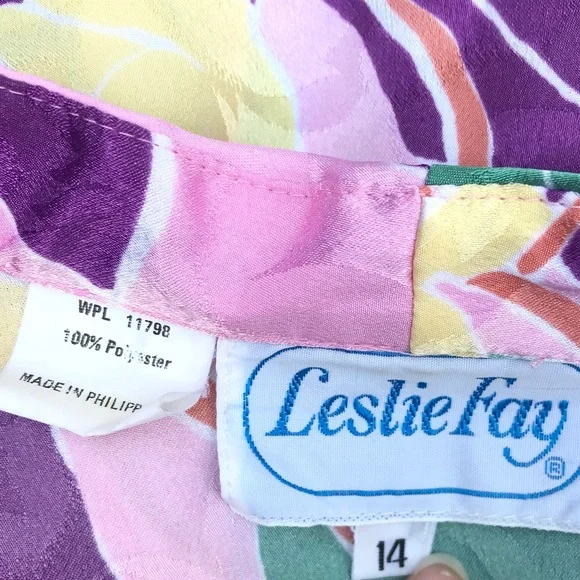 WPL 11798
100% Polyester
MADE IN PHILIPP
Leslie Fay
®
14